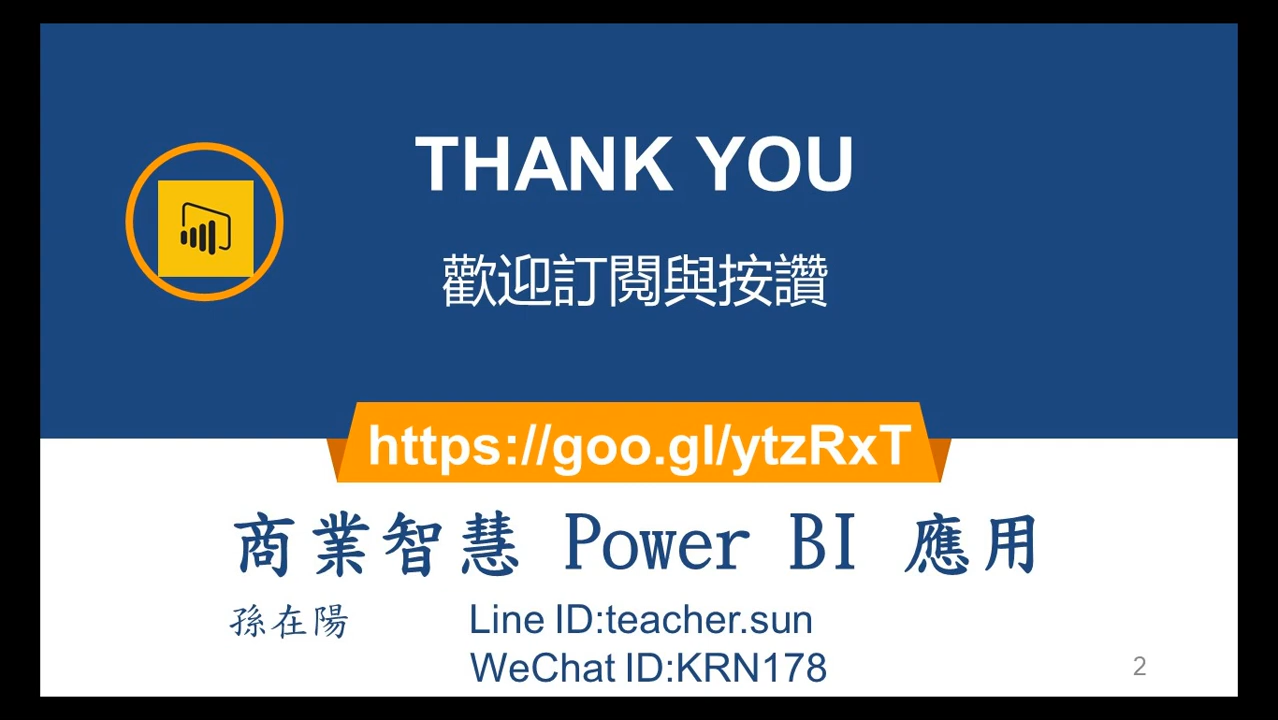 THANK YOU
歡迎訂閱與按讚
https://goo.gl/ytzRxT
商業智慧 Power BI 應用
孫在陽
Line ID:teacher.sun
WeChat ID:KRN178
2